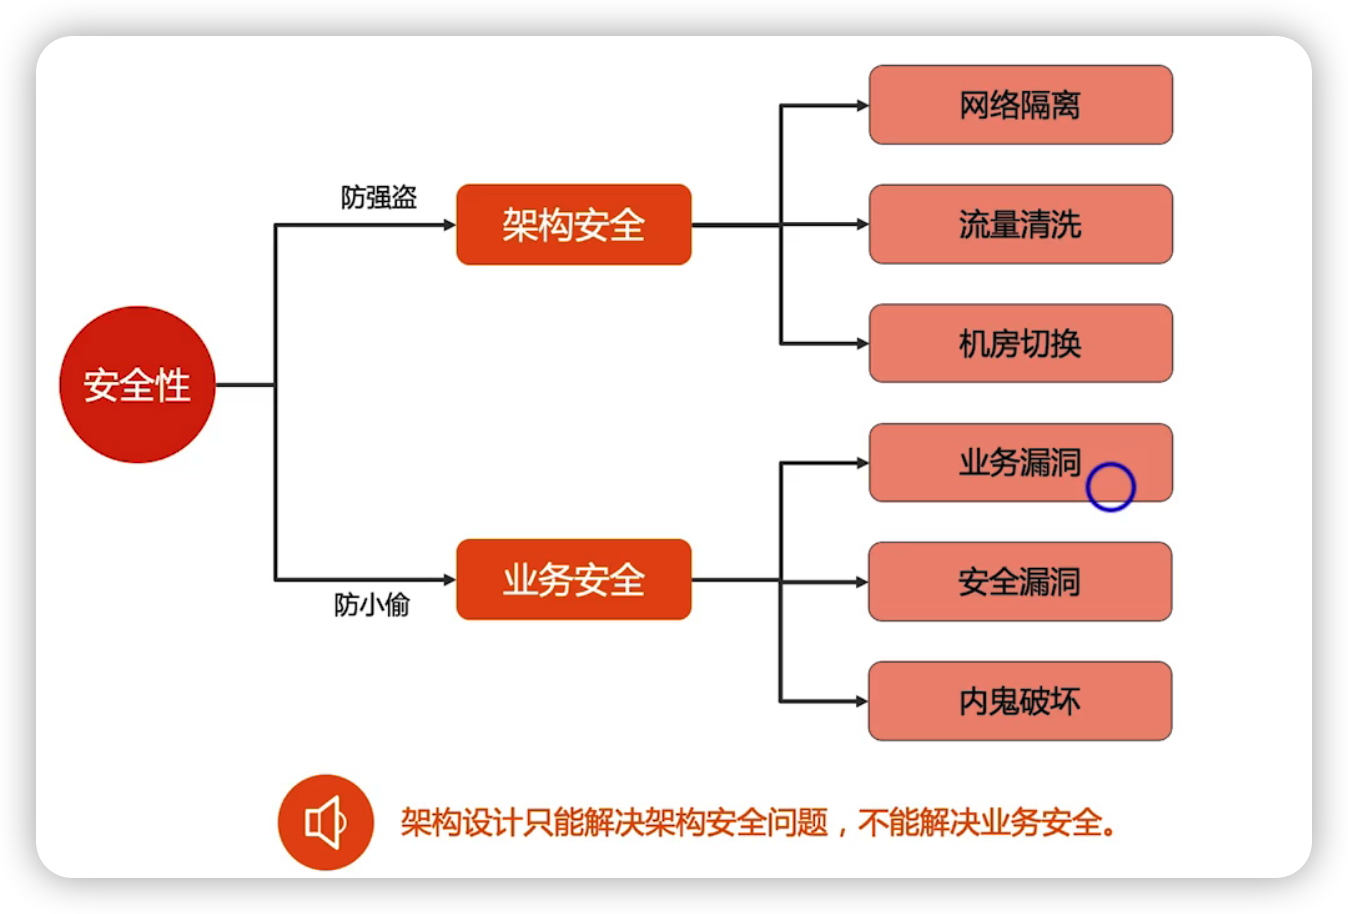 网络隔离
防强盗
架构安全
流量清洗
机房切换
安全性
业务漏洞
业务安全
防小偷
安全漏洞
内鬼破坏
架构设计只能解决架构安全问题，不能解决业务安全。